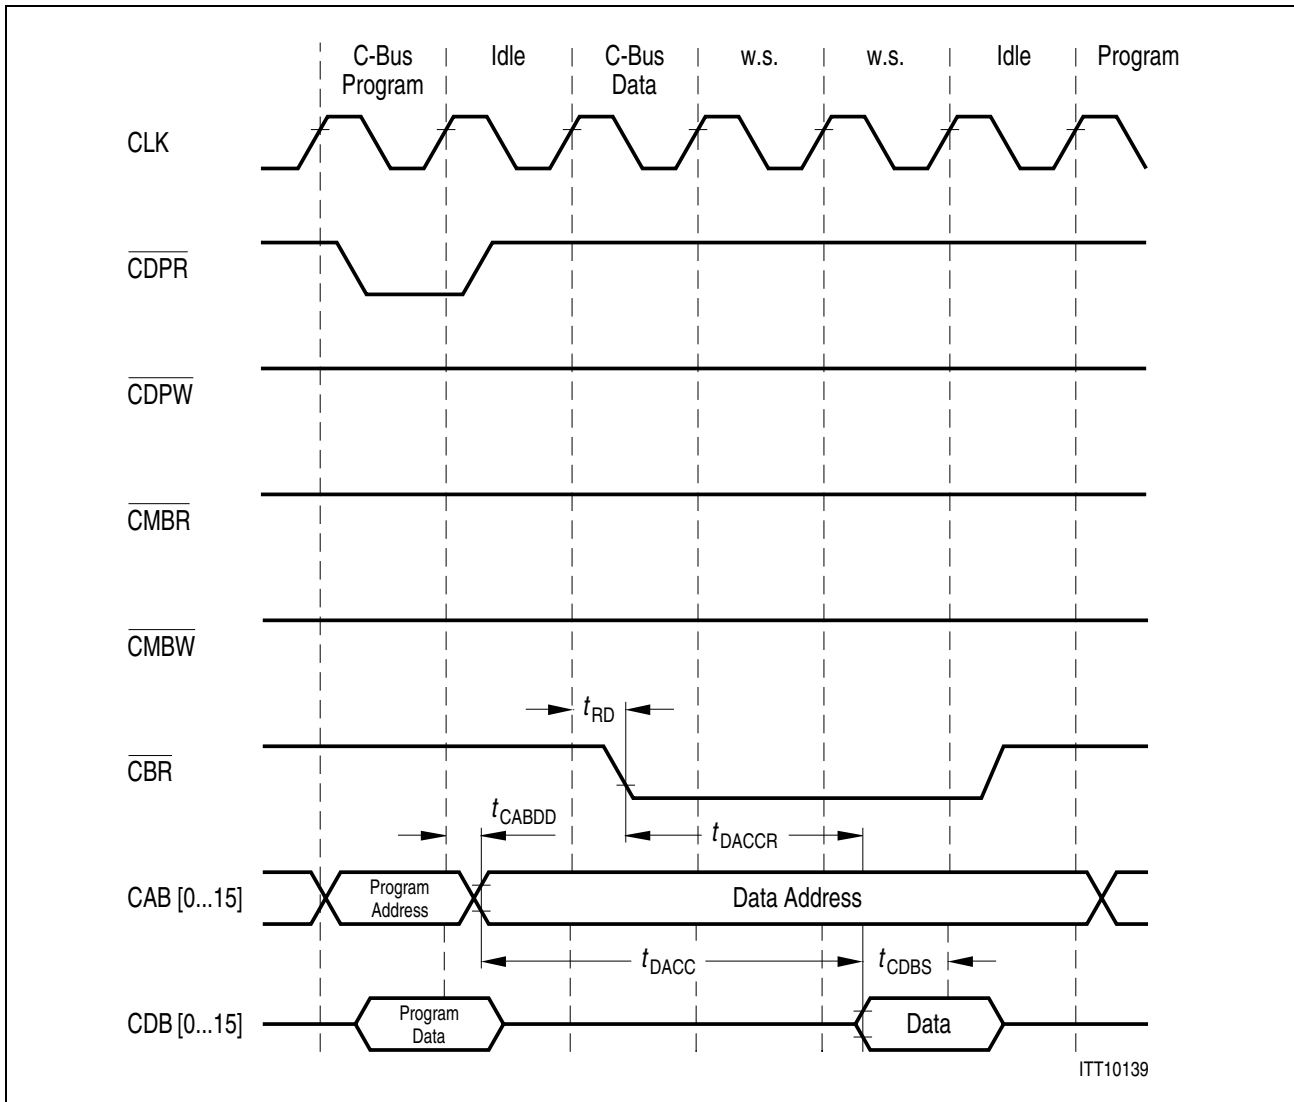 C-Bus Program
Idle
C-Bus Data
w.s.
w.s.
Idle
Program
CLK
CDPR
CDPW
CMBR
CMBW
tRD
CBR
tCABDD
tDACCR
CAB [0...15]
Program Address
Data Address
tDACC
tCDBS
CDB [0...15]
Program Data
Data
ITT10139